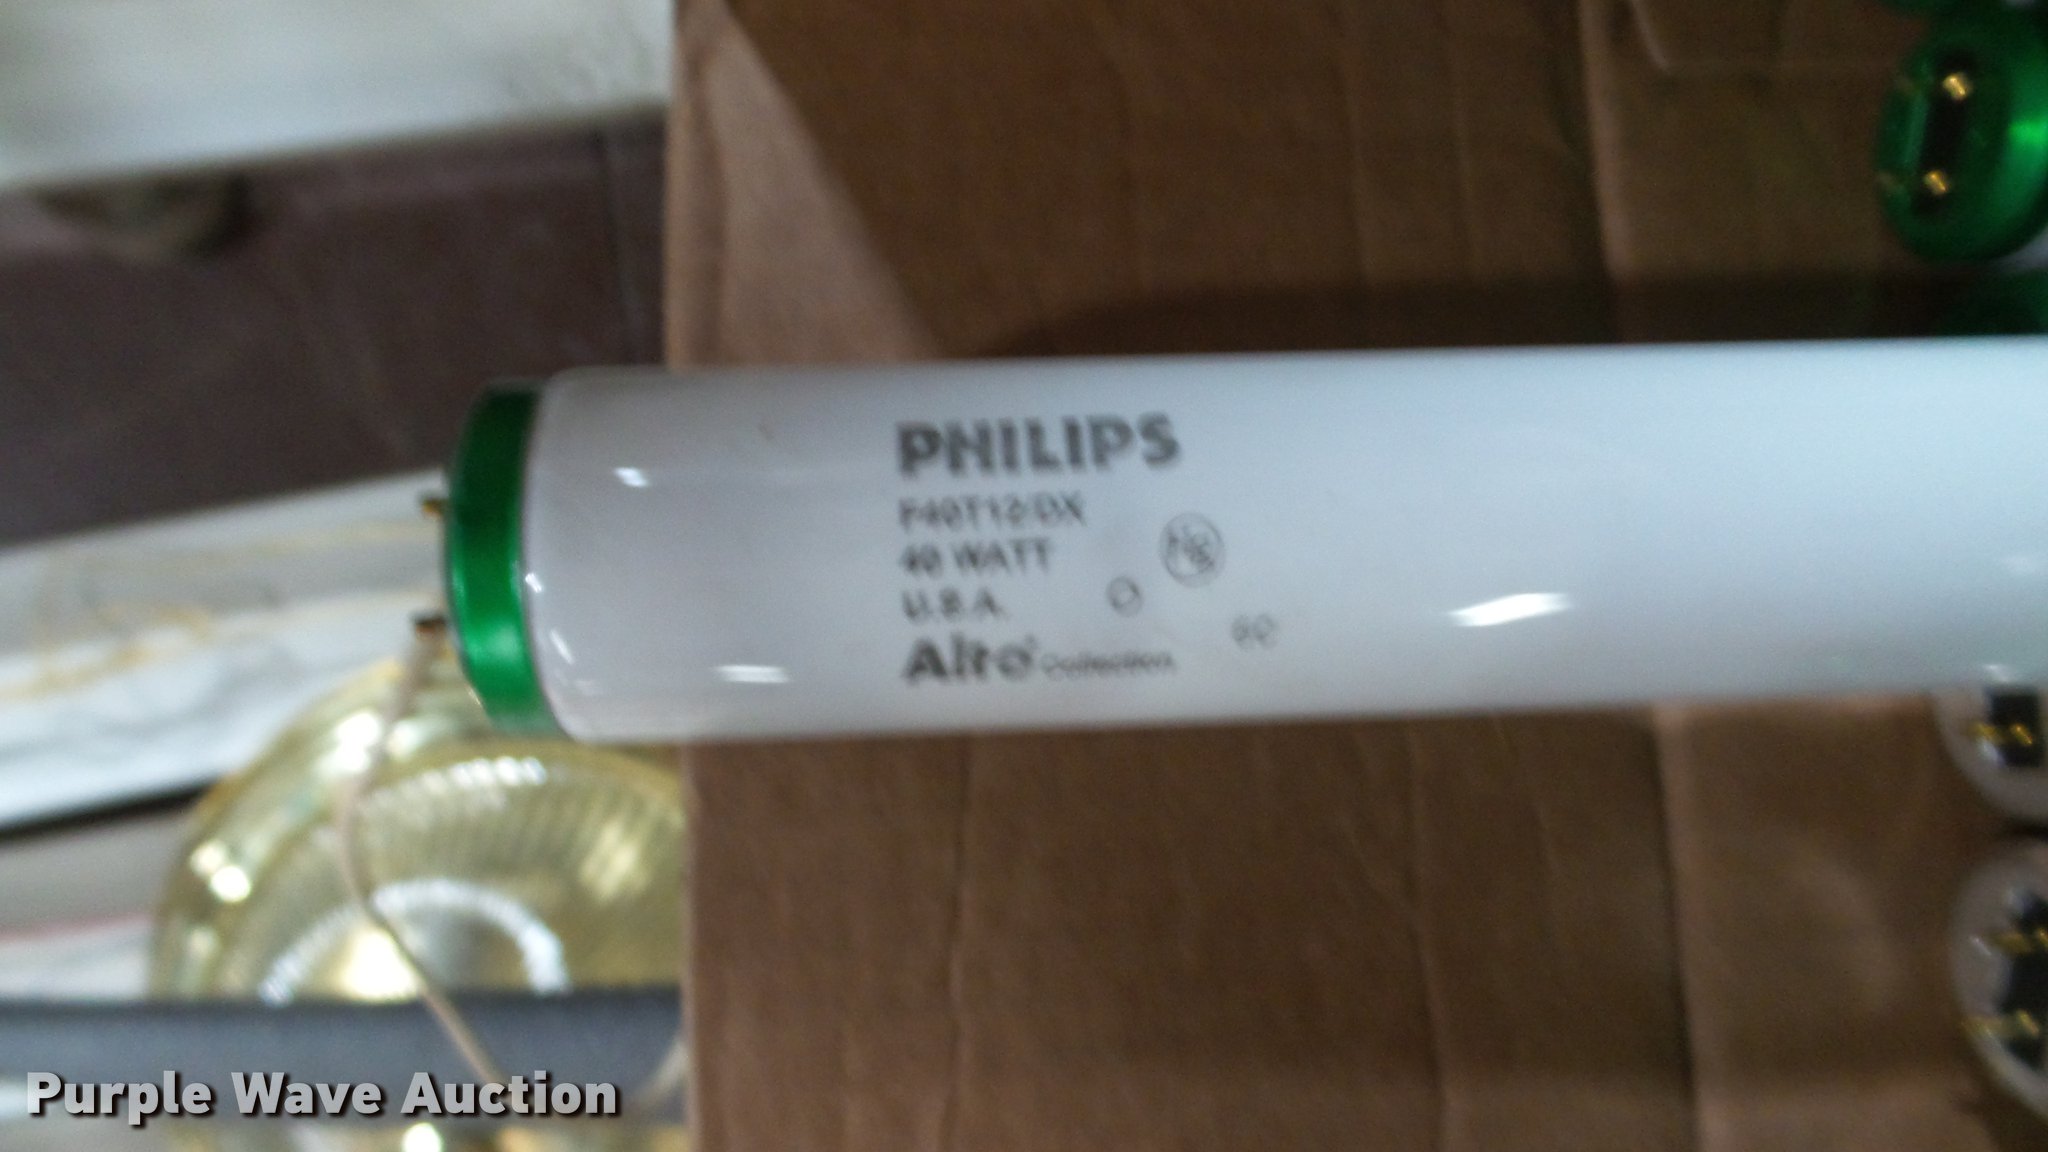 PHILIPS
F40T12/DX
40 WATT
U.S.A.
Alto Collection
Purple Wave Auction